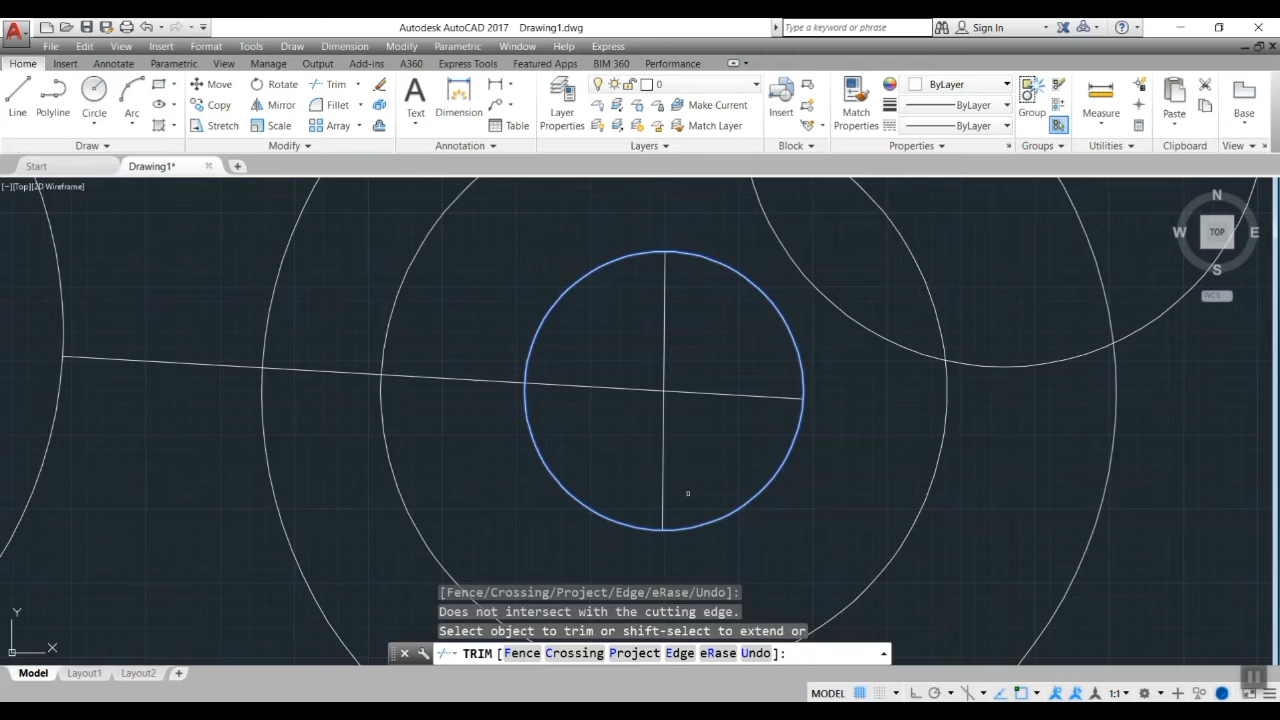 Autodesk AutoCAD 2017 Drawing1.dwg
Type a keyword or phrase
Sign In
File Edit View Insert Format Tools Draw Dimension Modify Parametric Window Help Express
Home Insert Annotate Parametric View Manage Output Add-ins A360 Express Tools Featured Apps BIM 360 Performance
Move Rotate Trim
Copy Mirror Fillet
Stretch Scale Array
Line Polyline Circle Arc
Text Dimension Table
Layer Properties
0
Make Current
Match Layer
Insert
Match Properties
ByLayer
ByLayer
ByLayer
Group Measure Paste Base
Draw Modify Annotation Layers Block Properties Groups Utilities Clipboard View
Start Drawing1*
[−][Top][2D Wireframe]
N
W TOP E
S
WCS
[Fence/Crossing/Project/Edge/eRase/Undo]:
Does not intersect with the cutting edge.
Select object to trim or shift-select to extend or
TRIM [Fence Crossing Project Edge eRase Undo]:
Y
X
Model Layout1 Layout2
MODEL 1:1